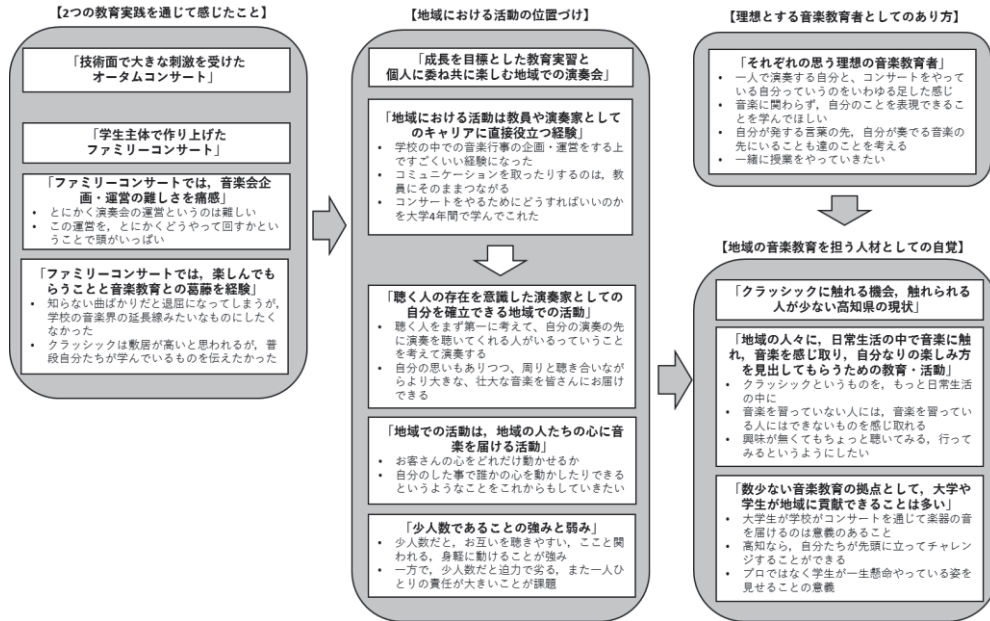 【2つの教育実践を通じて感じたこと】
「技術面で大きな刺激を受けた
オータムコンサート」
「学生主体で作り上げた
ファミリーコンサート」
「ファミリーコンサートでは，音楽会企
画・運営の難しさを痛感」
• とにかく演奏会の運営というのは難しい
• この運営を，とにかくどうやって回すかとい
うことで頭がいっぱい
「ファミリーコンサートでは，楽しんでも
らうことと音楽教育との葛藤を経験」
• 知らない曲ばかりだと退屈になってしまうが，
学校の音楽界の延長線みたいなものにしたく
なかった
• クラシックは敷居が高いと思われるが，普
段自分たちが学んでいるものを伝えたかった
【地域における活動の位置づけ】
「成長を目標とした教育実習と
個人に委ね共に楽しむ地域での演奏会」
「地域における活動は教員や演奏家として
のキャリアに直接役立つ経験」
• 学校の中での音楽行事の企画・運営をする上
ですごくいい経験になった
• コミュニケーションを取ったりするのは，教
員にそのままつながる
• コンサートをやるためにどうすればいいのか
を大学4年間で学んでこれた
「聴く人の存在を意識した演奏家としての
自分を確立できる地域での活動」
• 聴く人をまず第一に考えて、自分の演奏の先
に演奏を聴いてくれる人がいるっていうこと
を考えて演奏する
• 自分の思いもありつつ、周りと聴き合いなが
らより大きな、壮大な音楽を皆さんにお届け
できる
「地域での活動は，地域の人たちの心に音
楽を届ける活動」
• お客さんの心をどれだけ動かせるか
• 自分のした事で誰かの心を動かしたりできる
というようなことをこれからもしていきたい
「少人数であることの強みと弱み」
• 少人数だと，お互いを聴きやすい，ここと関
われる，身軽に動けることが強み
• 一方で，少人数だと迫力で劣る，また一人ひ
とりの責任が大きいことが課題
【理想とする音楽教育者としてのあり方】
「それぞれの思う理想の音楽教育者」
• 一人で演奏する自分と、コンサートをやって
いる自分っていうのをいわゆる足した感じ
• 音楽に関わらず，自分のことを表現できるこ
とを学んでほしい
• 自分が発する言葉の先，自分が奏でる音楽の
先にいることも達のことを考える
• 一緒に授業をやっていきたい
【地域の音楽教育を担う人材としての自覚】
「クラッシックに触れる機会，触れられる
人が少ない高知県の現状」
「地域の人々に，日常生活の中で音楽に触
れ，音楽を感じ取り，自分なりの楽しみ方
を見出してもらうための教育・活動」
• クラッシックというものを，もっと日常生活
の中に
• 音楽を習っていない人には，音楽を習ってい
る人にはできないものを感じ取れる
• 興味が無くてもちょっと聴いてみる，行って
みるというようにしたい
「数少ない音楽教育の拠点として，大学や
学生が地域に貢献できることは多い」
• 大学生が学校がコンサートを通じて楽器の音
を届けるのは意義のあること
• 高知なら，自分たちが先頭に立ってチャレン
ジすることができる
• プロではなく学生が一生懸命やっている姿を
見せることの意義